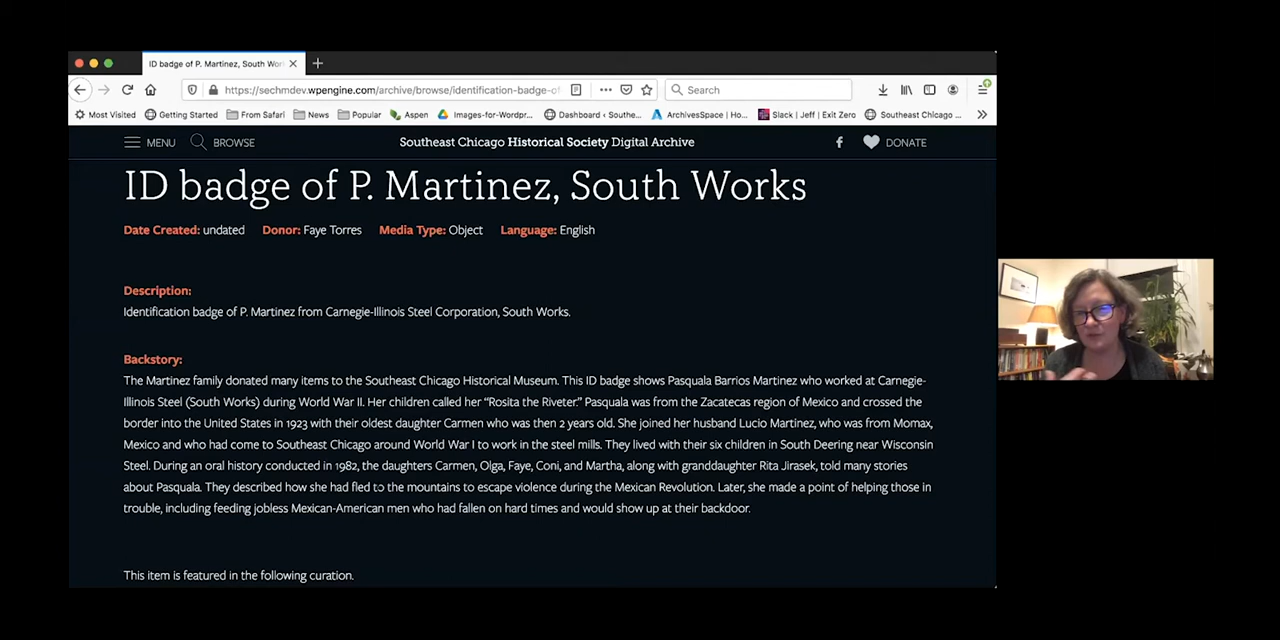 ID badge of P. Martinez, South Wor
https://sechmdev.wpengine.com/archive/browse/identification-badge-of
Search
Most Visited Getting Started From Safari News Popular Aspen Images-for-Wordpr... Dashboard ‹ Southe... ArchivesSpace | Ho... Slack | Jeff | Exit Zero Southeast Chicago ...
MENU BROWSE Southeast Chicago Historical Society Digital Archive DONATE
ID badge of P. Martinez, South Works
Date Created: undated Donor: Faye Torres Media Type: Object Language: English
Description:
Identification badge of P. Martinez from Carnegie-Illinois Steel Corporation, South Works.
Backstory:
The Martinez family donated many items to the Southeast Chicago Historical Museum. This ID badge shows Pasquala Barrios Martinez who worked at Carnegie-
Illinois Steel (South Works) during World War II. Her children called her “Rosita the Riveter.” Pasquala was from the Zacatecas region of Mexico and crossed the
border into the United States in 1923 with their oldest daughter Carmen who was then 2 years old. She joined her husband Lucio Martinez, who was from Momax,
Mexico and who had come to Southeast Chicago around World War I to work in the steel mills. They lived with their six children in South Deering near Wisconsin
Steel. During an oral history conducted in 1982, the daughters Carmen, Olga, Faye, Coni, and Martha, along with granddaughter Rita Jirasek, told many stories
about Pasquala. They described how she had fled to the mountains to escape violence during the Mexican Revolution. Later, she made a point of helping those in
trouble, including feeding jobless Mexican-American men who had fallen on hard times and would show up at their backdoor.
This item is featured in the following curation.